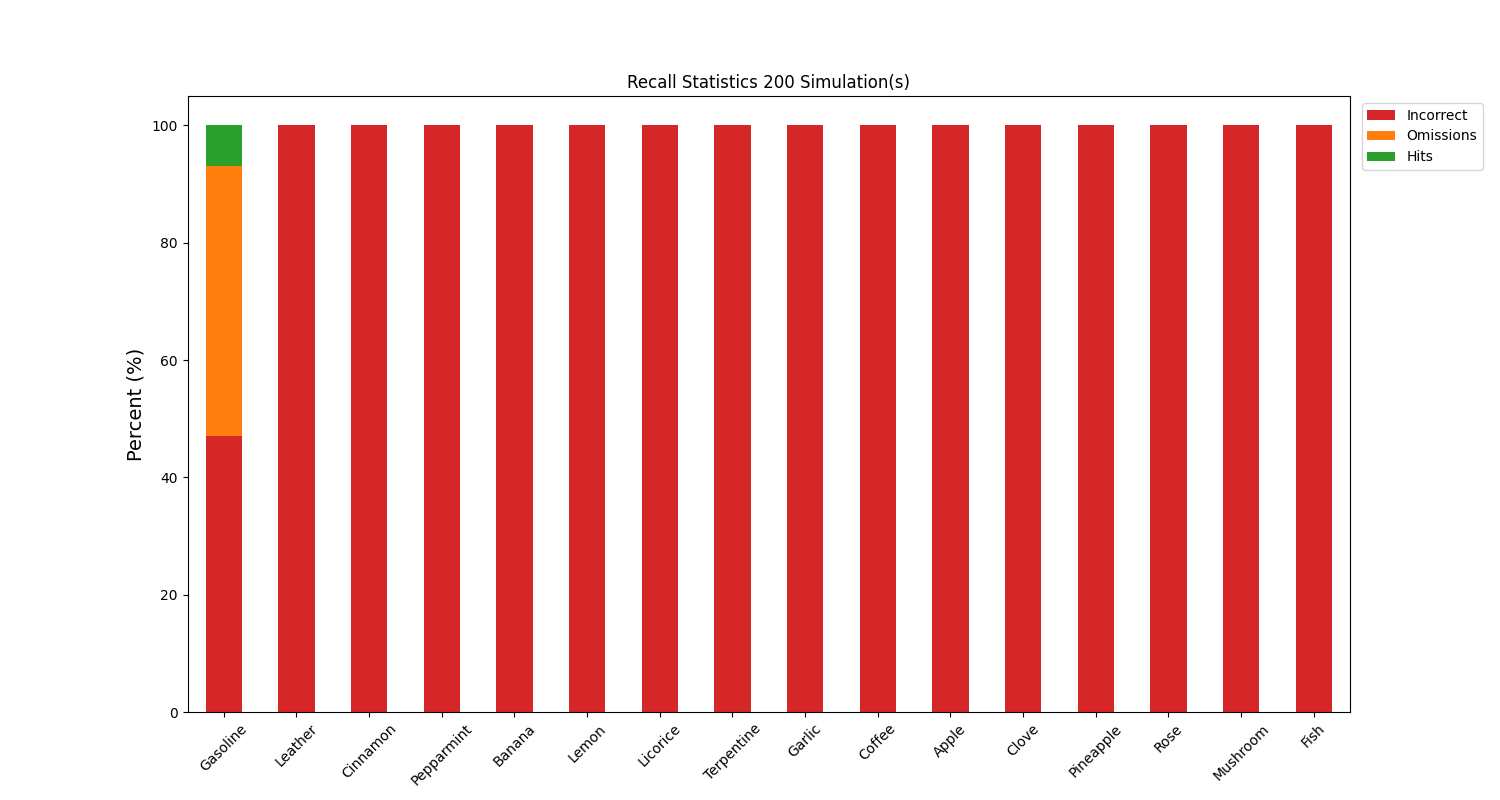 Recall Statistics 200 Simulation(s)
Incorrect
Omissions
Hits
Percent (%)
100
80
60
40
20
0
Gasoline
Leather
Cinnamon
Pepparmint
Banana
Lemon
Licorice
Terpentine
Garlic
Coffee
Apple
Clove
Pineapple
Rose
Mushroom
Fish